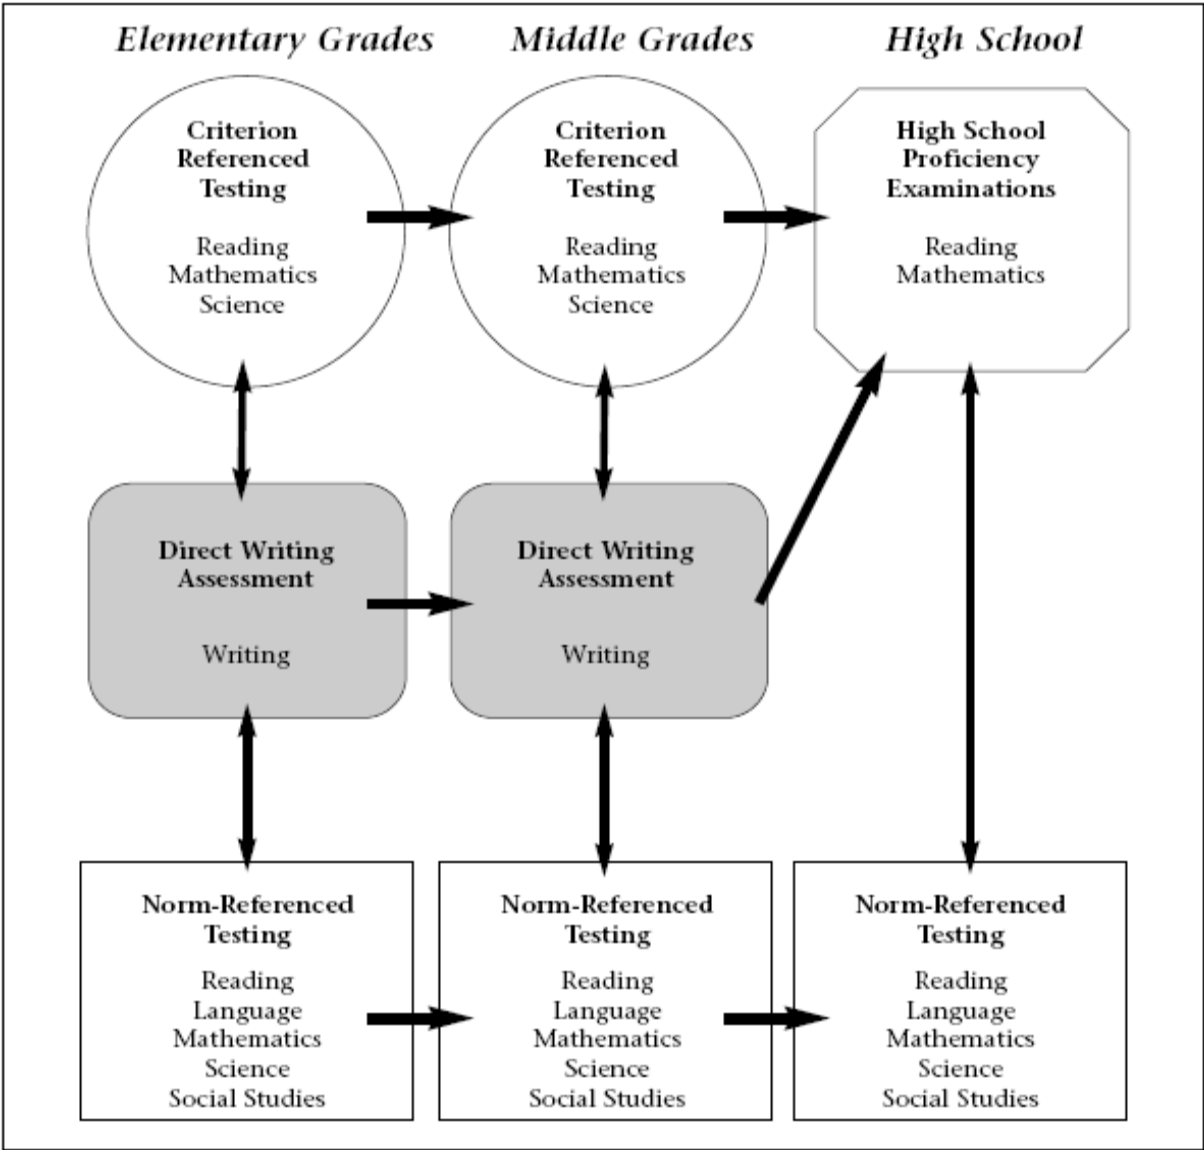 Elementary Grades
Middle Grades
High School
Criterion
Referenced
Testing
Reading
Mathematics
Science
Criterion
Referenced
Testing
Reading
Mathematics
Science
High School
Proficiency
Examinations
Reading
Mathematics
Direct Writing
Assessment
Writing
Direct Writing
Assessment
Writing
Norm-Referenced
Testing
Reading
Language
Mathematics
Science
Social Studies
Norm-Referenced
Testing
Reading
Language
Mathematics
Science
Social Studies
Norm-Referenced
Testing
Reading
Language
Mathematics
Science
Social Studies